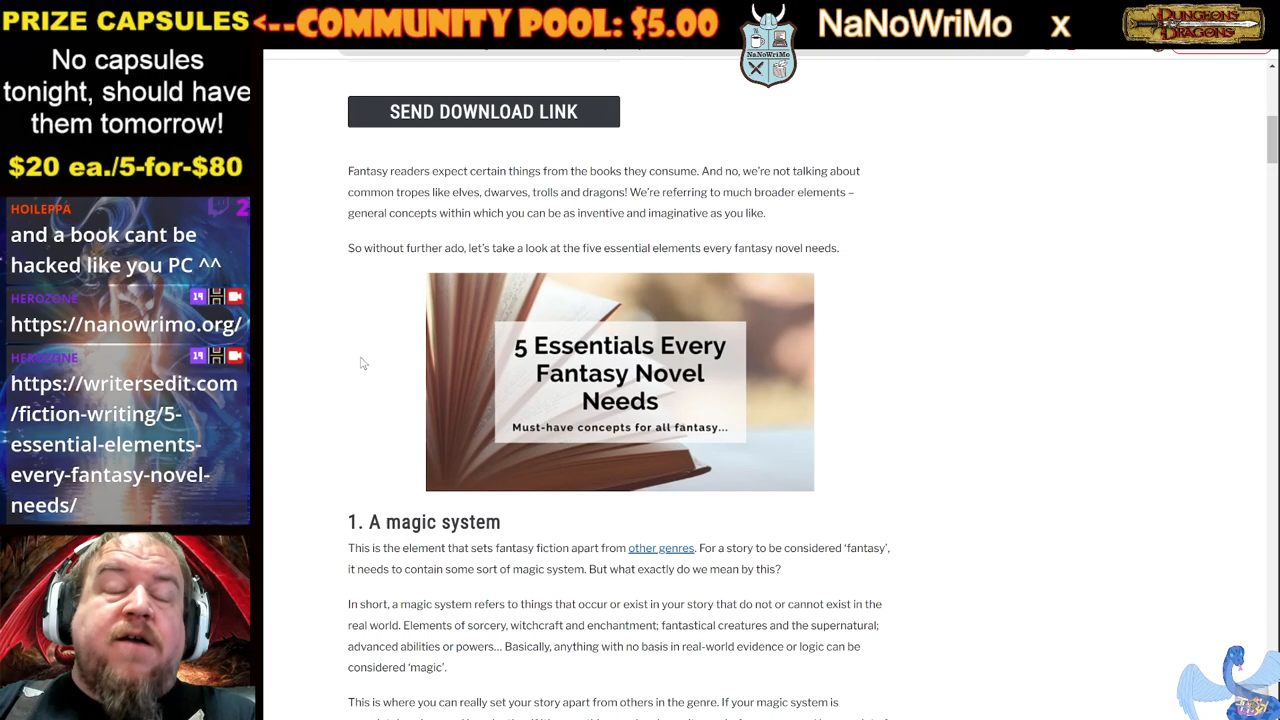 PRIZE CAPSULES
No capsules
tonight, should have
them tomorrow!
$20 ea./5-for-$80
<--COMMUNITY POOL: $5.00
NaNoWriMo
NaNoWriMo x
DUNGEONS
DRAGONS
HOILEPPA
and a book cant be
hacked like you PC ^^
HEROZONE
19
https://nanowrimo.org/
HEROZONE
19
https://writersedit.com
/fiction-writing/5-
essential-elements-
every-fantasy-novel-
needs/
SEND DOWNLOAD LINK
Fantasy readers expect certain things from the books they consume. And no, we’re not talking about
common tropes like elves, dwarves, trolls and dragons! We’re referring to much broader elements –
general concepts within which you can be as inventive and imaginative as you like.
So without further ado, let’s take a look at the five essential elements every fantasy novel needs.
5 Essentials Every
Fantasy Novel
Needs
Must-have concepts for all fantasy...
1. A magic system
This is the element that sets fantasy fiction apart from other genres. For a story to be considered ‘fantasy’,
it needs to contain some sort of magic system. But what exactly do we mean by this?
In short, a magic system refers to things that occur or exist in your story that do not or cannot exist in the
real world. Elements of sorcery, witchcraft and enchantment; fantastical creatures and the supernatural;
advanced abilities or powers... Basically, anything with no basis in real-world evidence or logic can be
considered ‘magic’.
This is where you can really set your story apart from others in the genre. If your magic system is